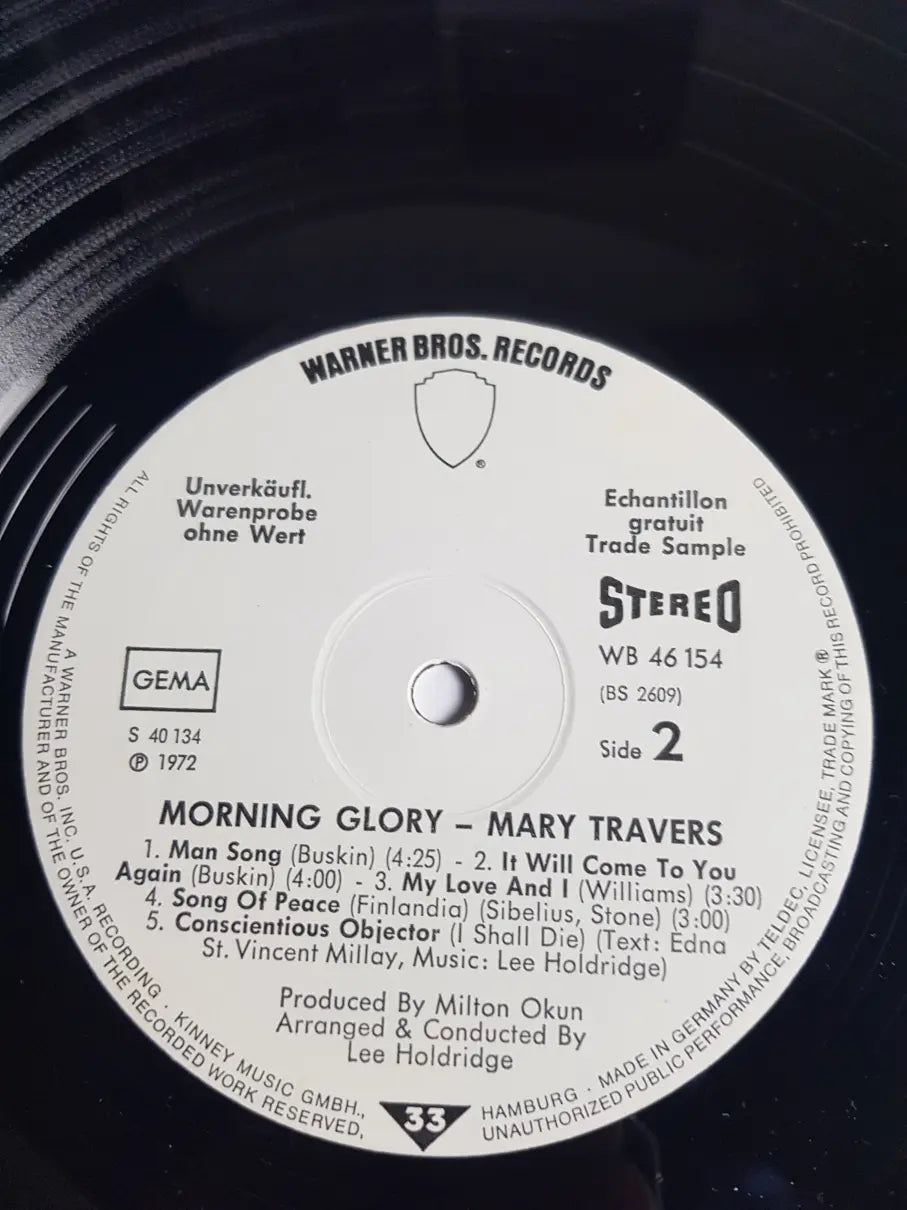 WARNER BROS. RECORDS
®
Unverkäufl.
Warenprobe
ohne Wert
Echantillon
gratuit
Trade Sample
STEREO
WB 46 154
(BS 2609)
Side 2
GEMA
S 40 134
Ⓟ 1972
MORNING GLORY – MARY TRAVERS
1. Man Song (Buskin) (4:25) - 2. It Will Come To You
Again (Buskin) (4:00) - 3. My Love And I (Williams) (3:30)
4. Song Of Peace (Finlandia) (Sibelius, Stone) (3:00)
5. Conscientious Objector (I Shall Die) (Text: Edna
St. Vincent Millay, Music: Lee Holdridge)
Produced By Milton Okun
Arranged & Conducted By
Lee Holdridge
33
A WARNER BROS. INC. U.S.A. RECORDING · KINNEY MUSIC GMBH., HAMBURG · MADE IN GERMANY BY TELDEC, LICENSEE, TRADE MARK ®
ALL RIGHTS OF THE MANUFACTURER AND OF THE OWNER OF THE RECORDED WORK RESERVED, UNAUTHORIZED PUBLIC PERFORMANCE, BROADCASTING AND COPYING OF THIS RECORD PROHIBITED